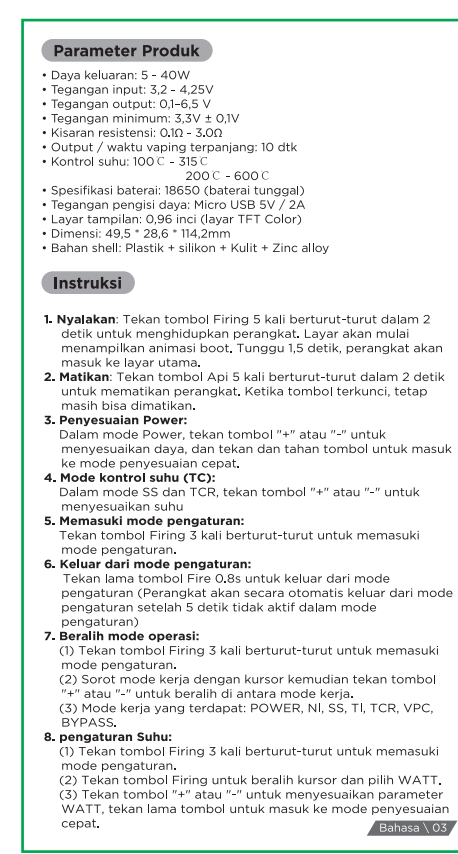 Parameter Produk
• Daya keluaran: 5 - 40W
• Tegangan input: 3,2 - 4,25V
• Tegangan output: 0,1-6,5 V
• Tegangan minimum: 3,3V ± 0,1V
• Kisaran resistensi: 0.1Ω - 3.0Ω
• Output / waktu vaping terpanjang: 10 dtk
• Kontrol suhu: 100℃ - 315℃
200℃ - 600℃
• Spesifikasi baterai: 18650 (baterai tunggal)
• Tegangan pengisi daya: Micro USB 5V / 2A
• Layar tampilan: 0,96 inci (layar TFT Color)
• Dimensi: 49,5 * 28,6 * 114,2mm
• Bahan shell: Plastik + silikon + Kulit + Zinc alloy
Instruksi
1. Nyalakan: Tekan tombol Firing 5 kali berturut-turut dalam 2
detik untuk menghidupkan perangkat. Layar akan mulai
menampilkan animasi boot. Tunggu 1,5 detik, perangkat akan
masuk ke layar utama.
2. Matikan: Tekan tombol Api 5 kali berturut-turut dalam 2 detik
untuk mematikan perangkat. Ketika tombol terkunci, tetap
masih bisa dimatikan.
3. Penyesuaian Power:
Dalam mode Power, tekan tombol "+" atau "-" untuk
menyesuaikan daya, dan tekan dan tahan tombol untuk masuk
ke mode penyesuaian cepat.
4. Mode kontrol suhu (TC):
Dalam mode SS dan TCR, tekan tombol "+" atau "-" untuk
menyesuaikan suhu
5. Memasuki mode pengaturan:
Tekan tombol Firing 3 kali berturut-turut untuk memasuki
mode pengaturan.
6. Keluar dari mode pengaturan:
Tekan lama tombol Fire 0.8s untuk keluar dari mode
pengaturan (Perangkat akan secara otomatis keluar dari mode
pengaturan setelah 5 detik tidak aktif dalam mode
pengaturan)
7. Beralih mode operasi:
(1) Tekan tombol Firing 3 kali berturut-turut untuk memasuki
mode pengaturan.
(2) Sorot mode kerja dengan kursor kemudian tekan tombol
"+" atau "-" untuk beralih di antara mode kerja.
(3) Mode kerja yang terdapat: POWER, NI, SS, TI, TCR, VPC,
BYPASS.
8. pengaturan Suhu:
(1) Tekan tombol Firing 3 kali berturut-turut untuk memasuki
mode pengaturan.
(2) Tekan tombol Firing untuk beralih kursor dan pilih WATT.
(3) Tekan tombol "+" atau "-" untuk menyesuaikan parameter
WATT, tekan lama tombol untuk masuk ke mode penyesuaian
cepat.
Bahasa \ 03